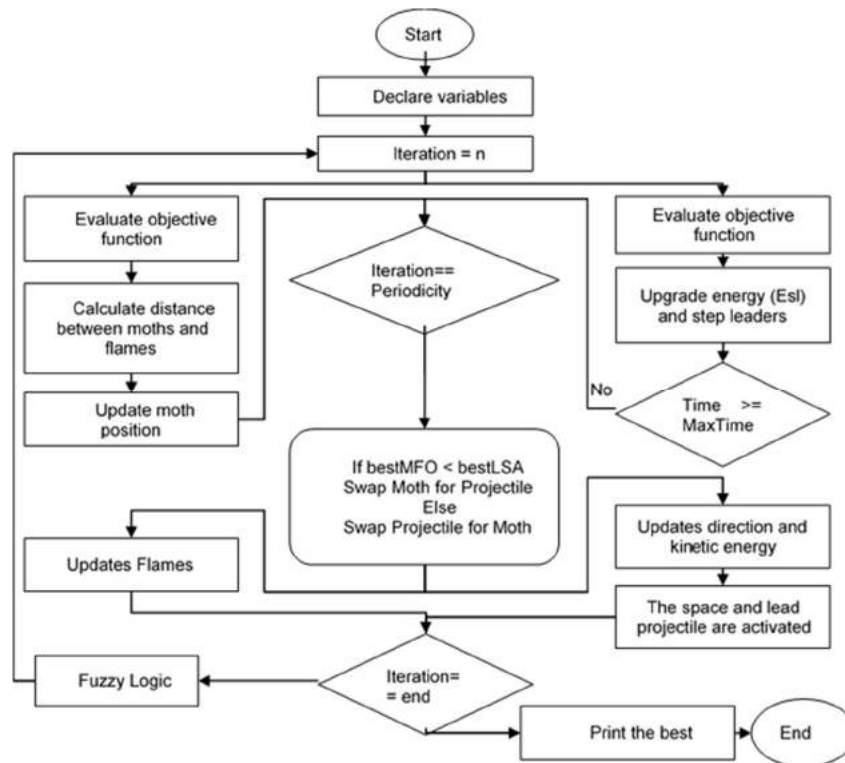 Start
Declare variables
Iteration = n
Evaluate objective
function
Calculate distance
between moths and
flames
Update moth
position
Iteration==
Periodicity
Evaluate objective
function
Upgrade energy (Esl)
and step leaders
No
Time >=
MaxTime
If bestMFO < bestLSA
Swap Moth for Projectile
Else
Swap Projectile for Moth
Updates Flames
Updates direction and
kinetic energy
The space and lead
projectile are activated
Fuzzy Logic
Iteration=
= end
Print the best
End